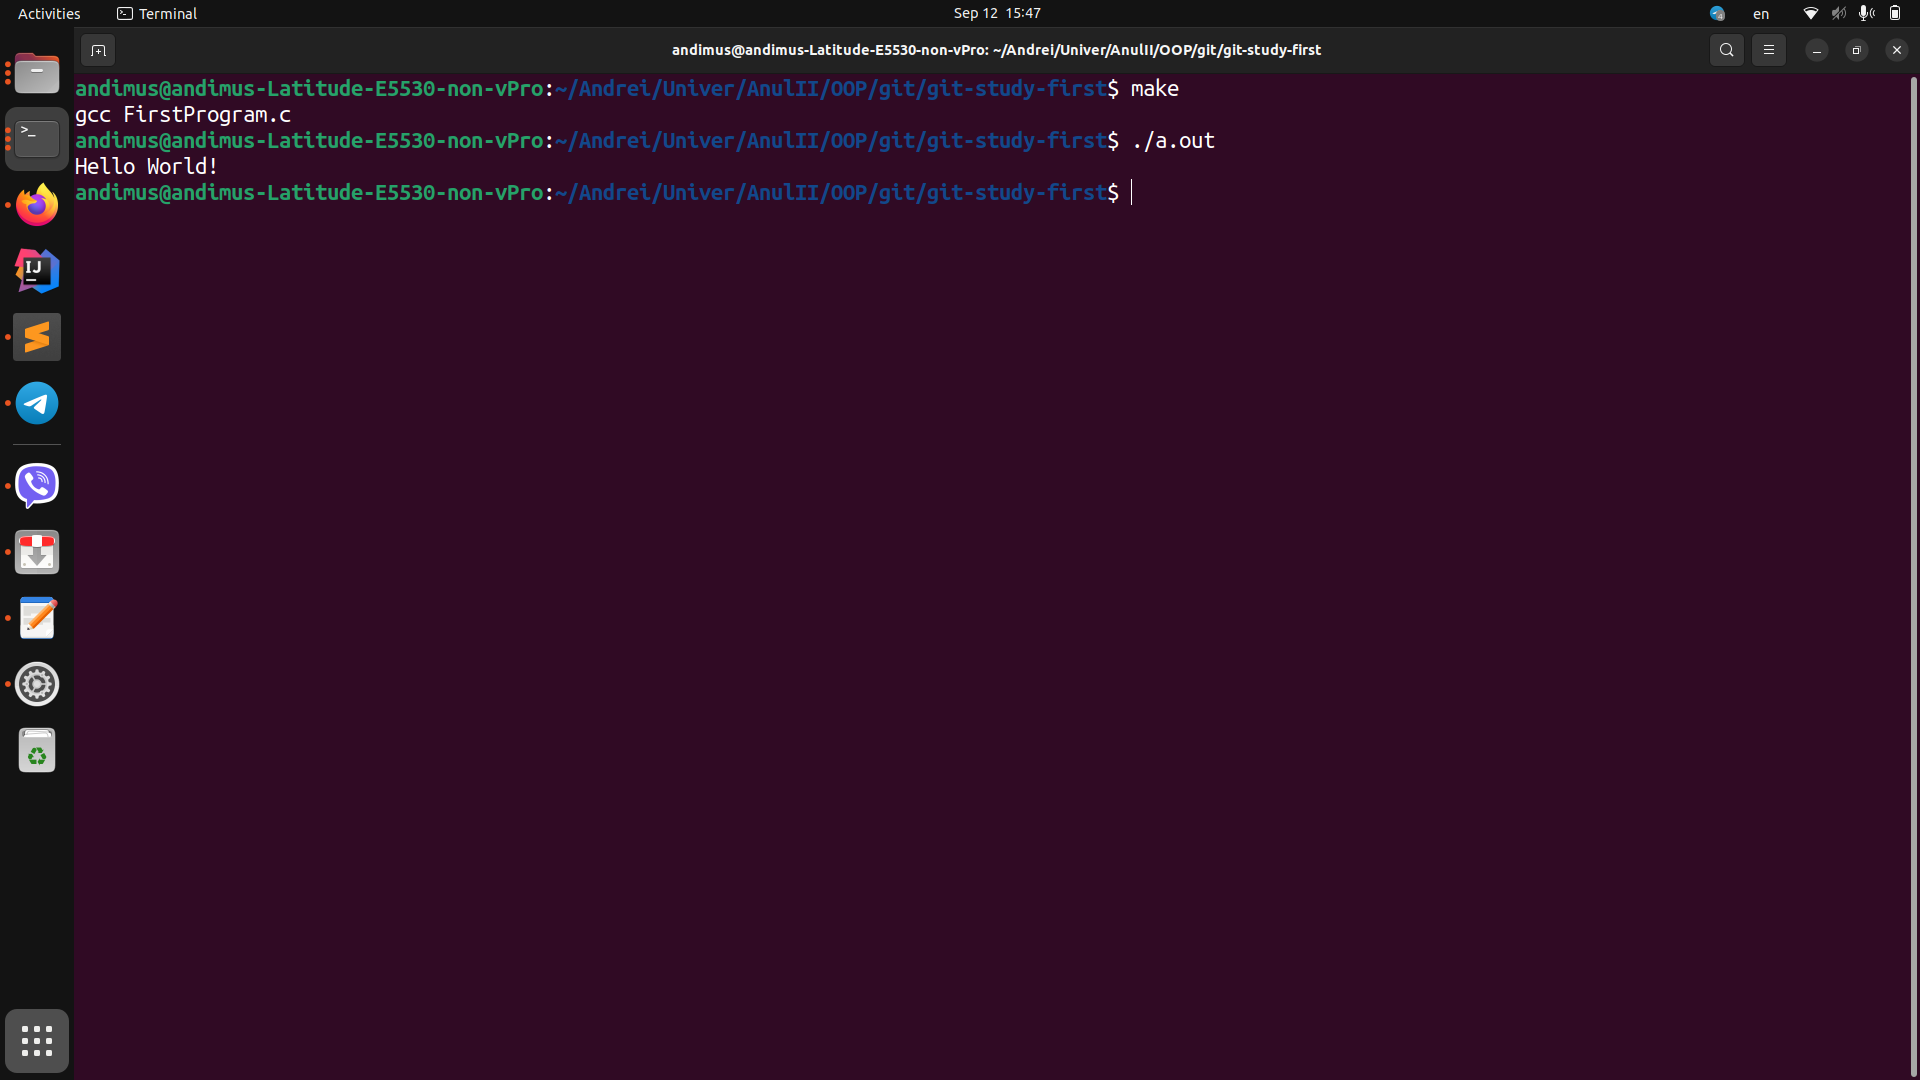 Activities
Terminal
Sep 12 15:47
en
andimus@andimus-Latitude-E5530-non-vPro: ~/Andrei/Univer/AnulII/OOP/git/git-study-first
andimus@andimus-Latitude-E5530-non-vPro:~/Andrei/Univer/AnulII/OOP/git/git-study-first$ make
gcc FirstProgram.c
andimus@andimus-Latitude-E5530-non-vPro:~/Andrei/Univer/AnulII/OOP/git/git-study-first$ ./a.out
Hello World!
andimus@andimus-Latitude-E5530-non-vPro:~/Andrei/Univer/AnulII/OOP/git/git-study-first$
>_
IJ